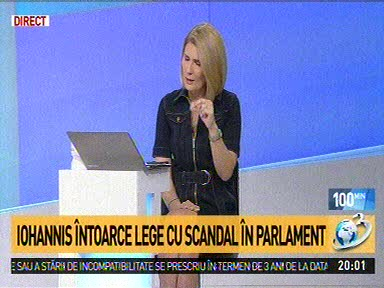 DIRECT
100 MIN
3
IOHANNIS ÎNTOARCE LEGE CU SCANDAL ÎN PARLAMENT
E SAU A STĂRII DE INCOMPATIBILITATE SE PRESCRIU ÎN TERMEN DE 3 ANI DE LA DATA
20:01